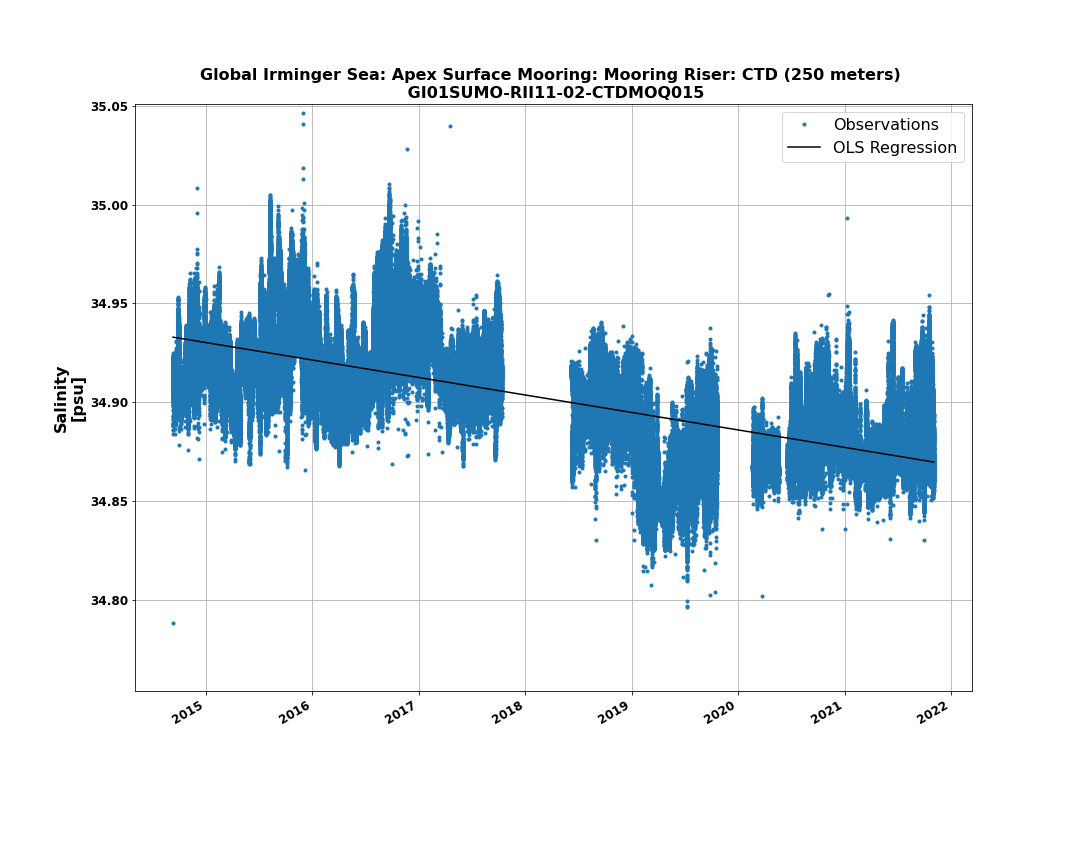 Global Irminger Sea: Apex Surface Mooring: Mooring Riser: CTD (250 meters)
GI01SUMO-RII11-02-CTDMOQ015
Observations
OLS Regression
Salinity
[psu]
35.05
35.00
34.95
34.90
34.85
34.80
2015
2016
2017
2018
2019
2020
2021
2022